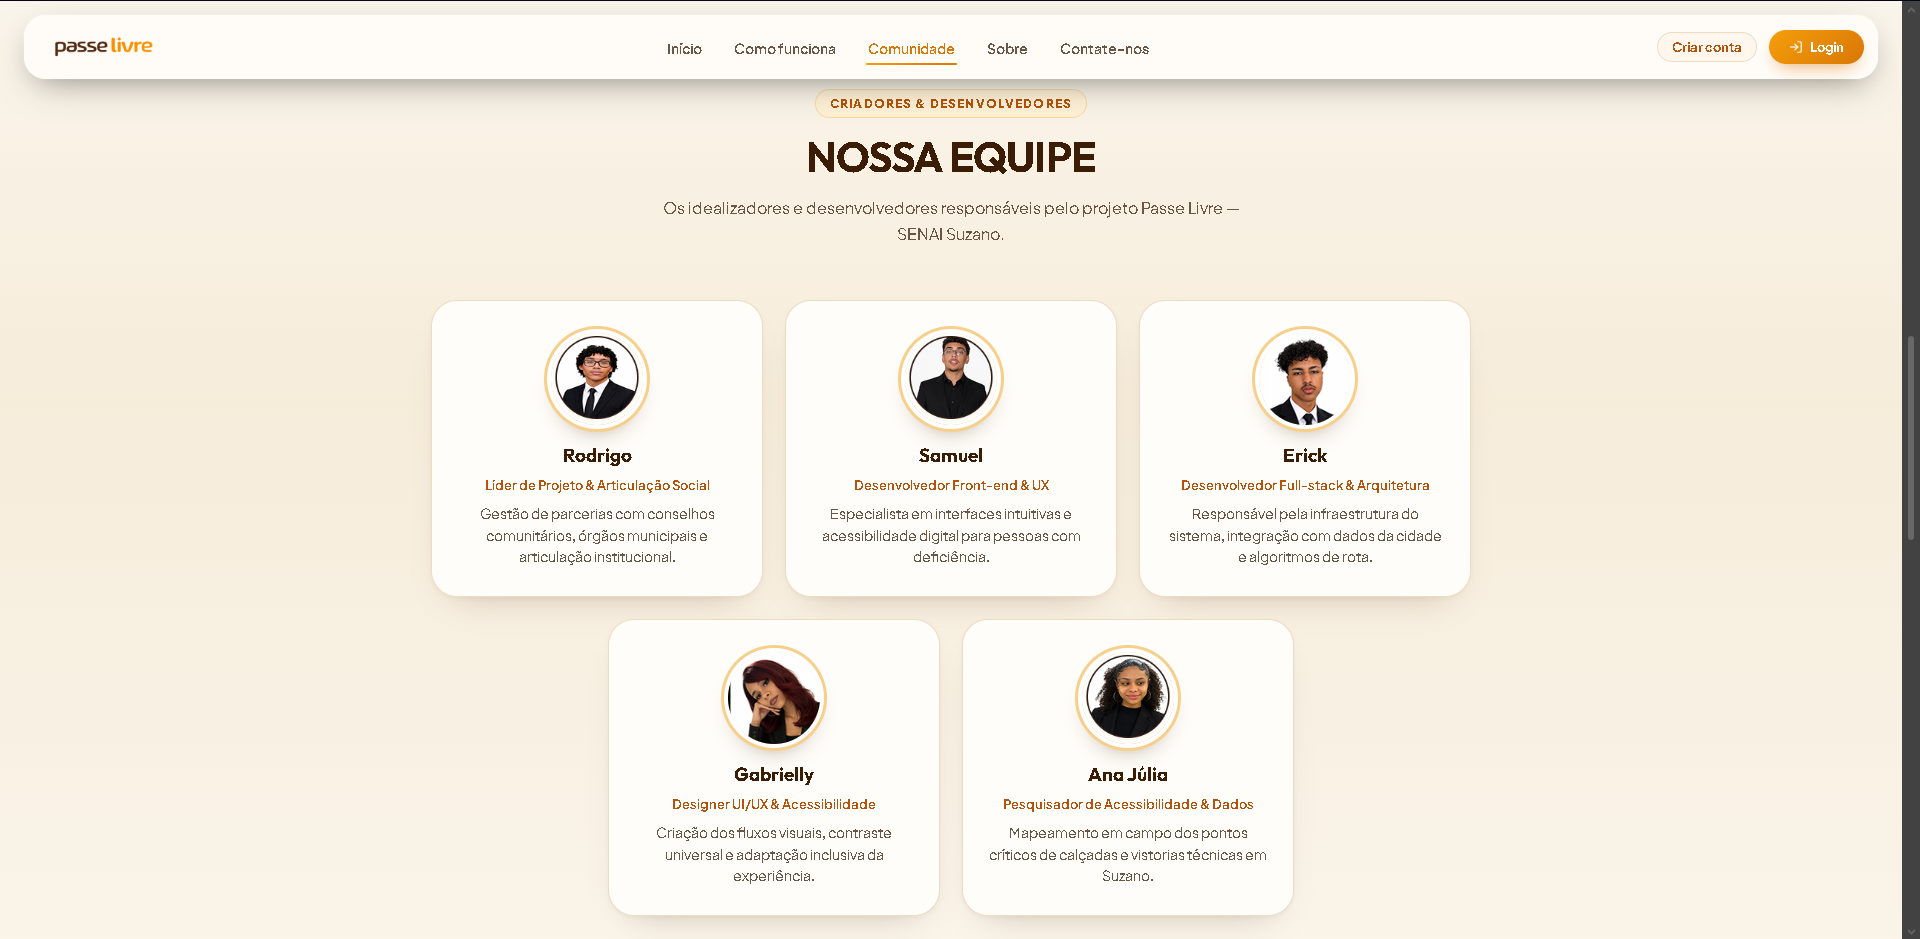 passe livre
Início
Como funciona
Comunidade
Sobre
Contate-nos
Criar conta
Login
CRIADORES & DESENVOLVEDORES
NOSSA EQUIPE
Os idealizadores e desenvolvedores responsáveis pelo projeto Passe Livre —
SENAI Suzano.
Rodrigo
Líder de Projeto & Articulação Social
Gestão de parcerias com conselhos
comunitários, órgãos municipais e
articulação institucional.
Samuel
Desenvolvedor Front-end & UX
Especialista em interfaces intuitivas e
acessibilidade digital para pessoas com
deficiência.
Erick
Desenvolvedor Full-stack & Arquitetura
Responsável pela infraestrutura do
sistema, integração com dados da cidade
e algoritmos de rota.
Gabrielly
Designer UI/UX & Acessibilidade
Criação dos fluxos visuais, contraste
universal e adaptação inclusiva da
experiência.
Ana Júlia
Pesquisador de Acessibilidade & Dados
Mapeamento em campo dos pontos
críticos de calçadas e vistorias técnicas em
Suzano.